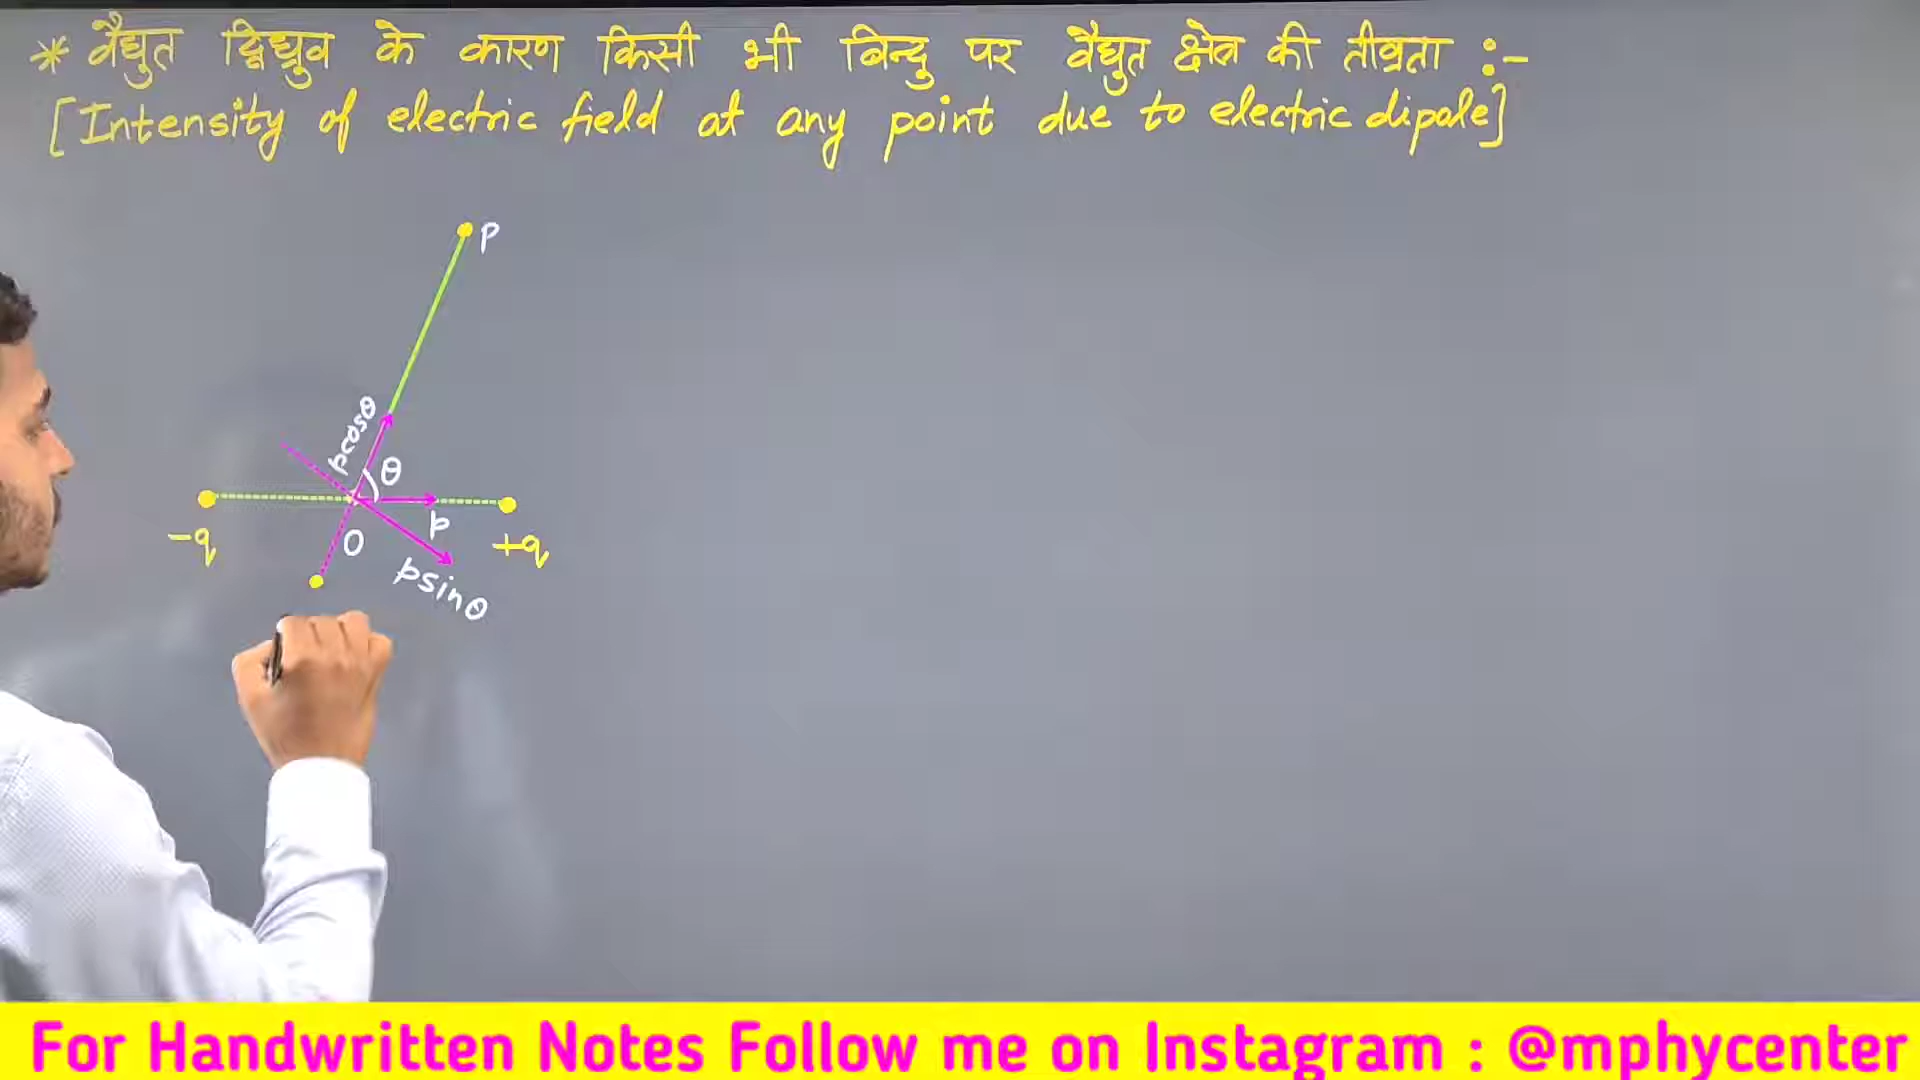 * वैद्युत द्विध्रुव के कारण किसी भी बिन्दु पर वैद्युत क्षेत्र की तीव्रता :-
[Intensity of electric field at any point due to electric dipole]
P
pcosθ
θ
-q
O
p
+q
psinθ
For Handwritten Notes Follow me on Instagram : @mphycenter